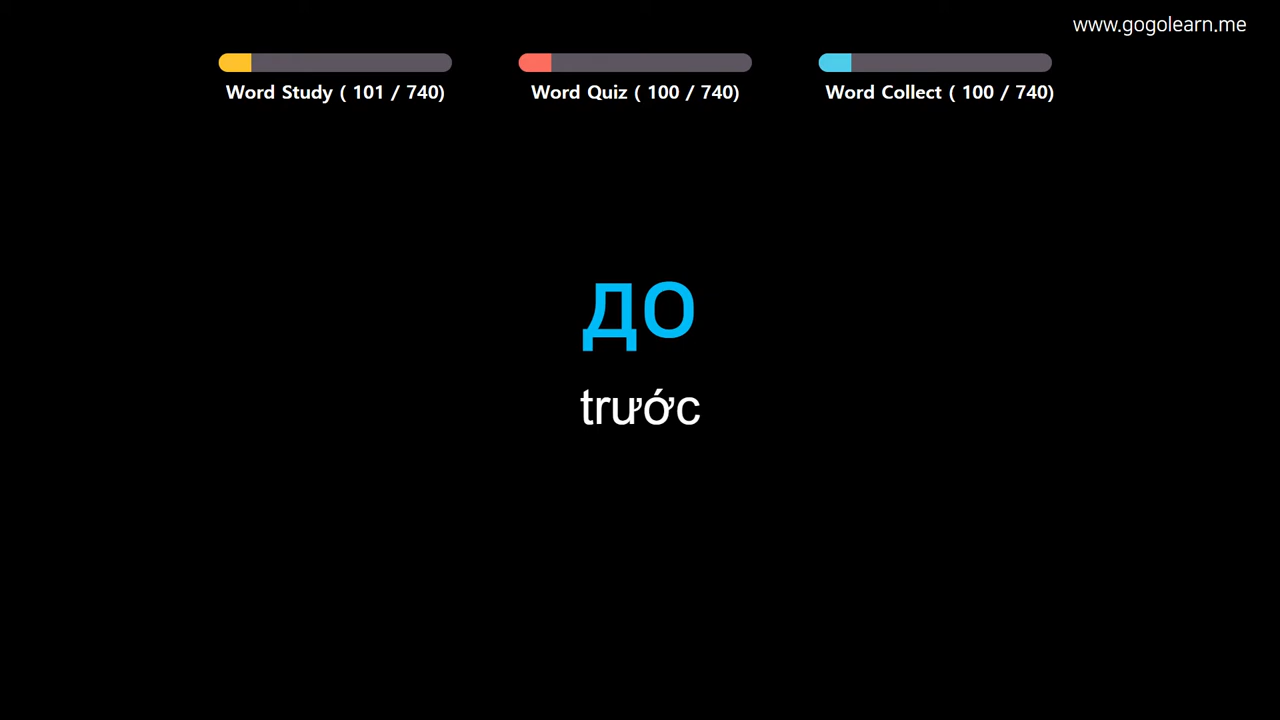 www.gogolearn.me
Word Study ( 101 / 740)
Word Quiz ( 100 / 740)
Word Collect ( 100 / 740)
до
trước